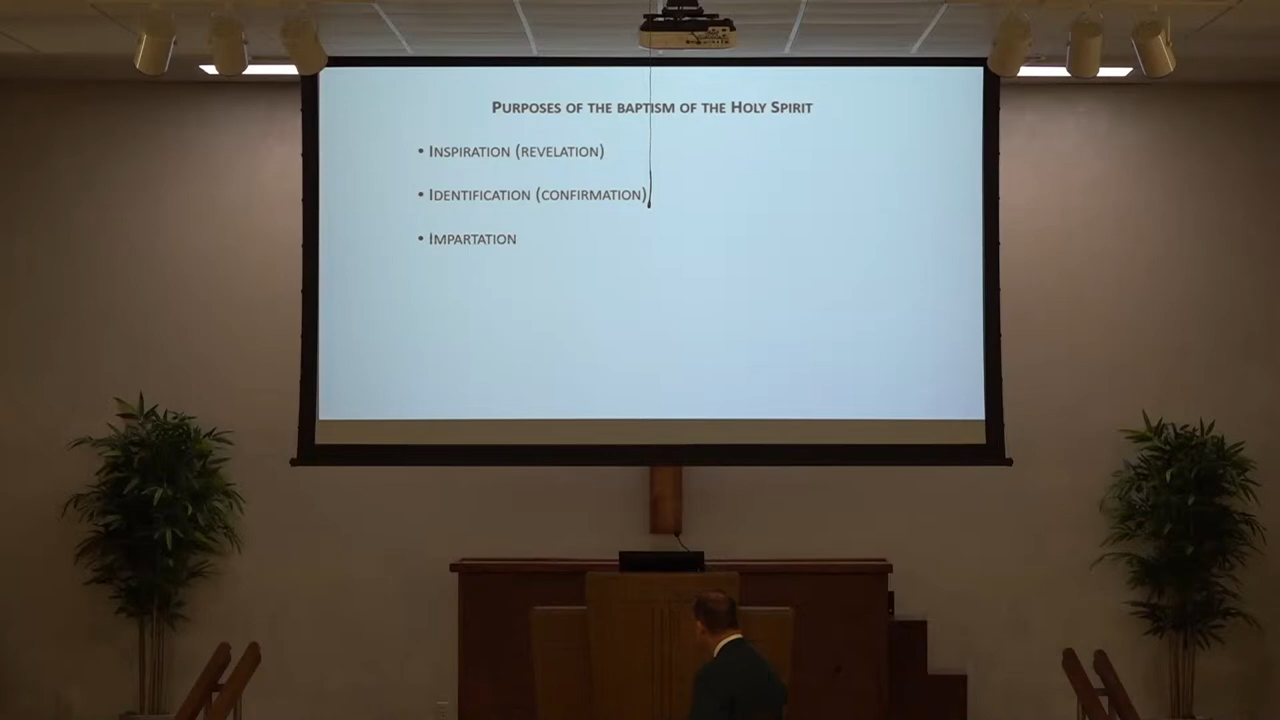 Purposes of the baptism of the Holy Spirit
• Inspiration (revelation)
• Identification (confirmation)
• Impartation